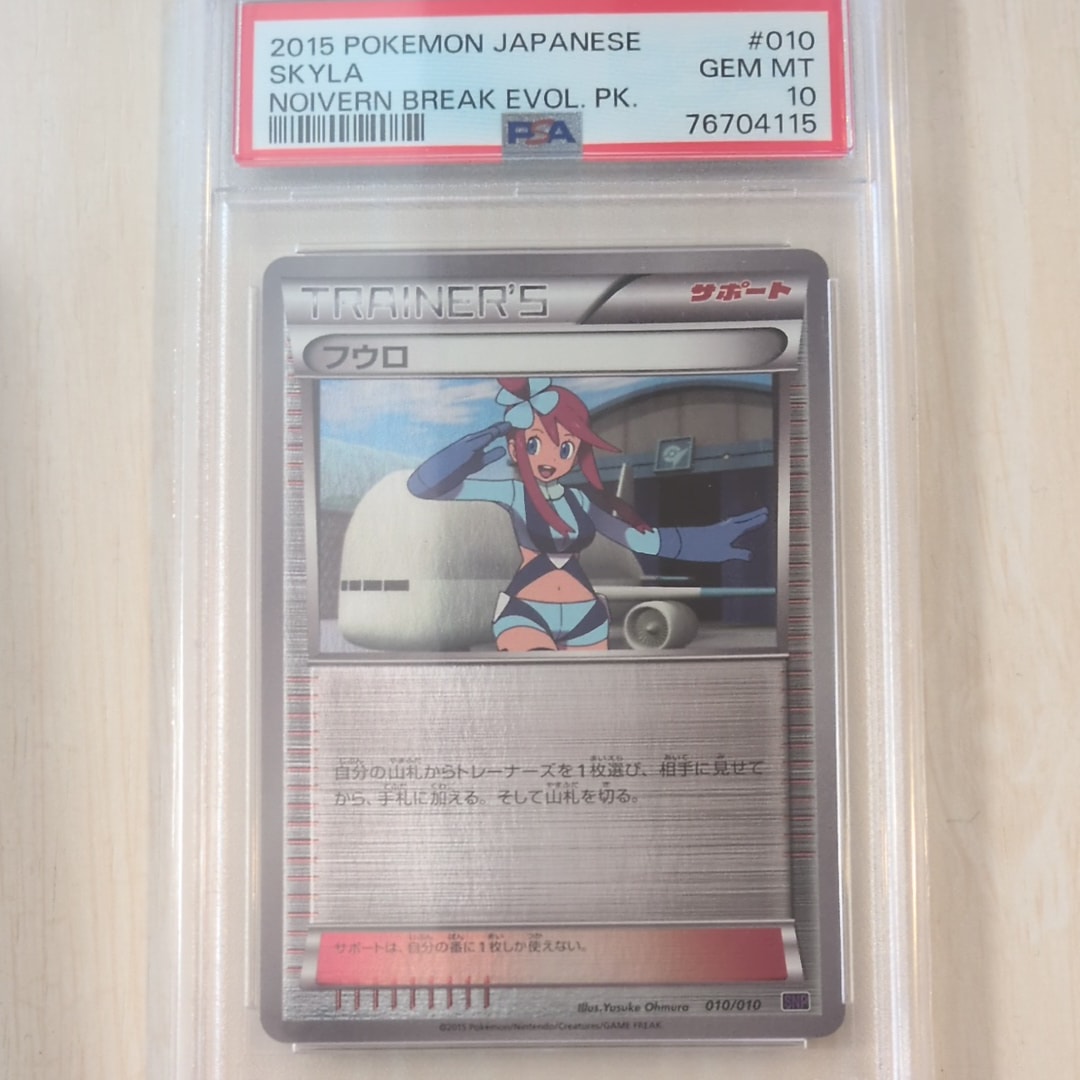 2015 POKEMON JAPANESE #010
SKYLA GEM MT
NOIVERN BREAK EVOL. PK. 10
PSA 76704115
TRAINER'S サポート
フウロ
自分の山札からトレーナーズを1枚選び、相手に見せて
から、手札に加える。そして山札を切る。
サポートは、自分の番に1枚しか使えない。
Illus.Yusuke Ohmura 010/010 SNP
©2015 Pokémon/Nintendo/Creatures/GAME FREAK